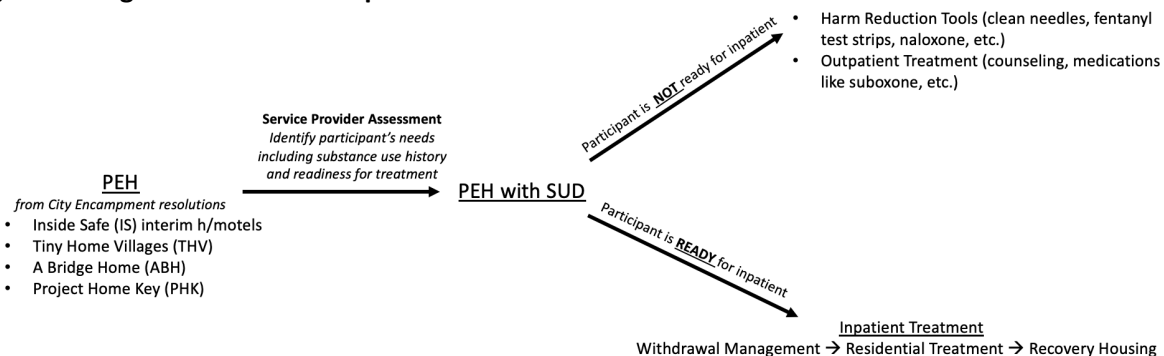 PEH
from City Encampment resolutions
• Inside Safe (IS) interim h/motels
• Tiny Home Villages (THV)
• A Bridge Home (ABH)
• Project Home Key (PHK)
Service Provider Assessment
Identify participant’s needs
including substance use history
and readiness for treatment
PEH with SUD
Participant is NOT ready for inpatient
• Harm Reduction Tools (clean needles, fentanyl
test strips, naloxone, etc.)
• Outpatient Treatment (counseling, medications
like suboxone, etc.)
Participant is READY for inpatient
Inpatient Treatment
Withdrawal Management → Residential Treatment → Recovery Housing